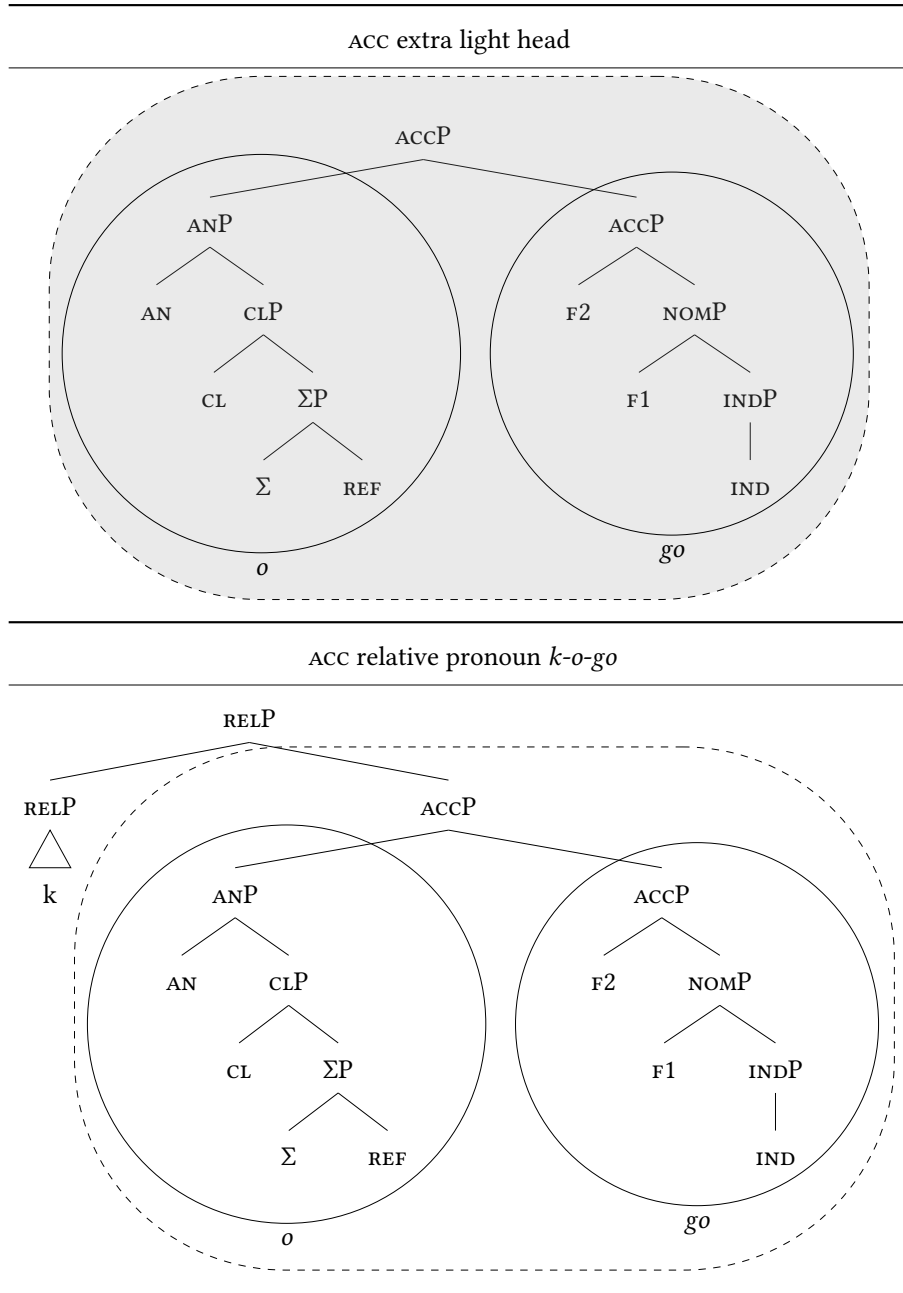 ACC extra light head
ACCP
ANP ACCP
AN CLP F2 NOMP
CL ΣP F1 INDP
Σ REF IND
o go
ACC relative pronoun k-o-go
RELP
RELP ACCP
k ANP ACCP
AN CLP F2 NOMP
CL ΣP F1 INDP
Σ REF IND
o go